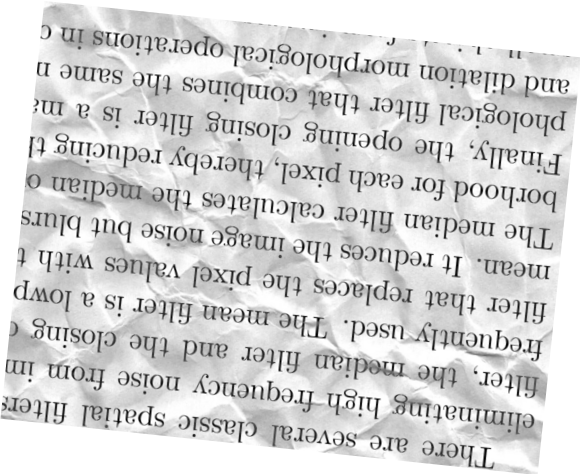 There are several classic spatial filters
eliminating high frequency noise from im
filter, the median filter and the closing
frequently used. The mean filter is a lowp
filter that replaces the pixel values with t
mean. It reduces the image noise but blurs
The median filter calculates the median o
borhood for each pixel, thereby reducing t
Finally, the opening closing filter is a ma
phological filter that combines the same n
and dilation morphological operations in